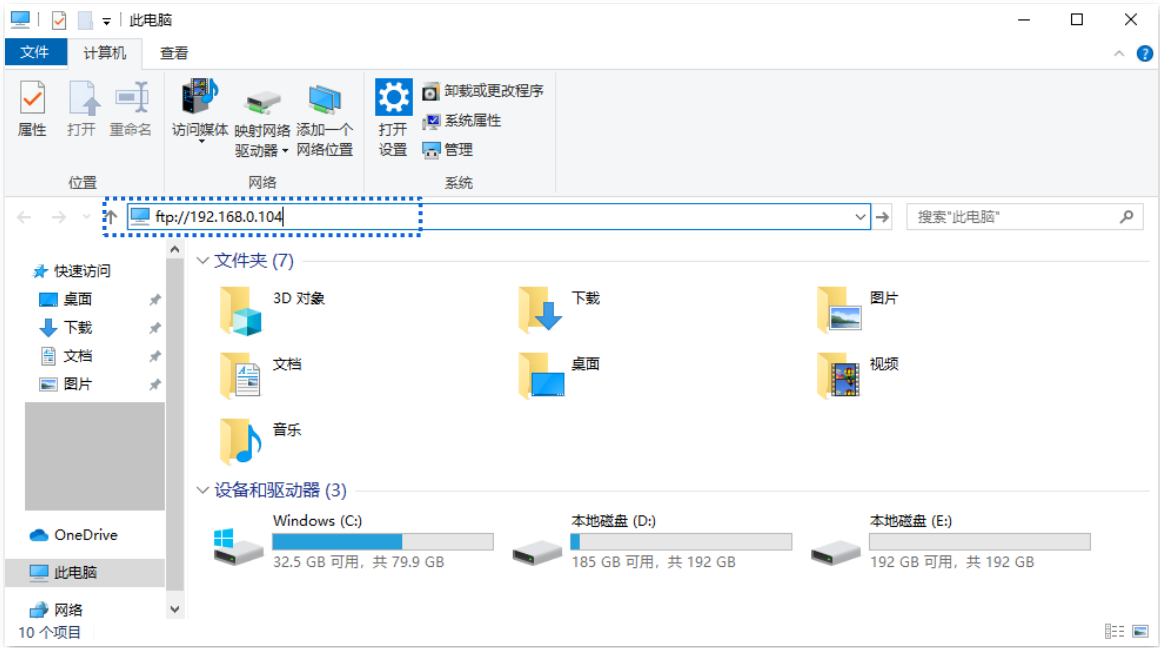 此电脑
文件 计算机 查看
属性 打开 重命名 访问媒体 映射网络驱动器 添加一个网络位置 打开设置 卸载或更改程序
系统属性
管理
位置 网络 系统
ftp://192.168.0.104 搜索"此电脑"
快速访问
桌面
下载
文档
图片
OneDrive
此电脑
网络
文件夹 (7)
3D 对象 下载 图片
文档 桌面 视频
音乐
设备和驱动器 (3)
Windows (C:) 本地磁盘 (D:) 本地磁盘 (E:)
32.5 GB 可用，共 79.9 GB 185 GB 可用，共 192 GB 192 GB 可用，共 192 GB
10 个项目